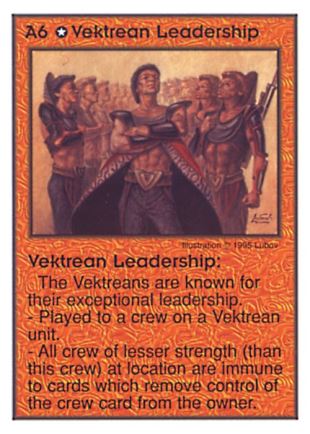 A6 ✪ Vektrean Leadership
Illustration © 1995 Lubov
Vektrean Leadership:
The Vektreans are known for
their exceptional leadership.
- Played to a crew on a Vektrean
unit.
- All crew of lesser strength (than
this crew) at location are immune
to cards which remove control of
the crew card from the owner.